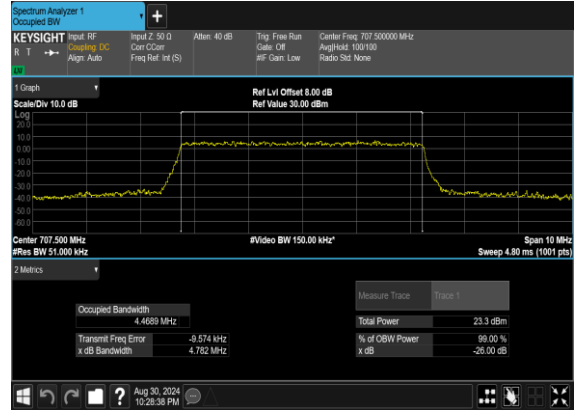 Spectrum Analyzer 1
Occupied BW
KEYSIGHT
R T
LXI
Input: RF
Coupling: DC
Align: Auto
Input Z: 50 Ω
Corr CCorr
Freq Ref: Int (S)
Atten: 40 dB
Trig: Free Run
Gate: Off
#IF Gain: Low
Center Freq: 707.500000 MHz
Avg|Hold: 100/100
Radio Std: None
1 Graph
Scale/Div 10.0 dB
Ref Lvl Offset 8.00 dB
Ref Value 30.00 dBm
Log
20.0
10.0
0.00
-10.0
-20.0
-30.0
-40.0
-50.0
-60.0
Center 707.500 MHz
#Res BW 51.000 kHz
#Video BW 150.00 kHz*
Span 10 MHz
Sweep 4.80 ms (1001 pts)
2 Metrics
Measure Trace Trace 1
Occupied Bandwidth
4.4689 MHz
Total Power 23.3 dBm
Transmit Freq Error -9.574 kHz
% of OBW Power 99.00 %
x dB Bandwidth 4.782 MHz
x dB -26.00 dB
?
Aug 30, 2024
10:28:38 PM